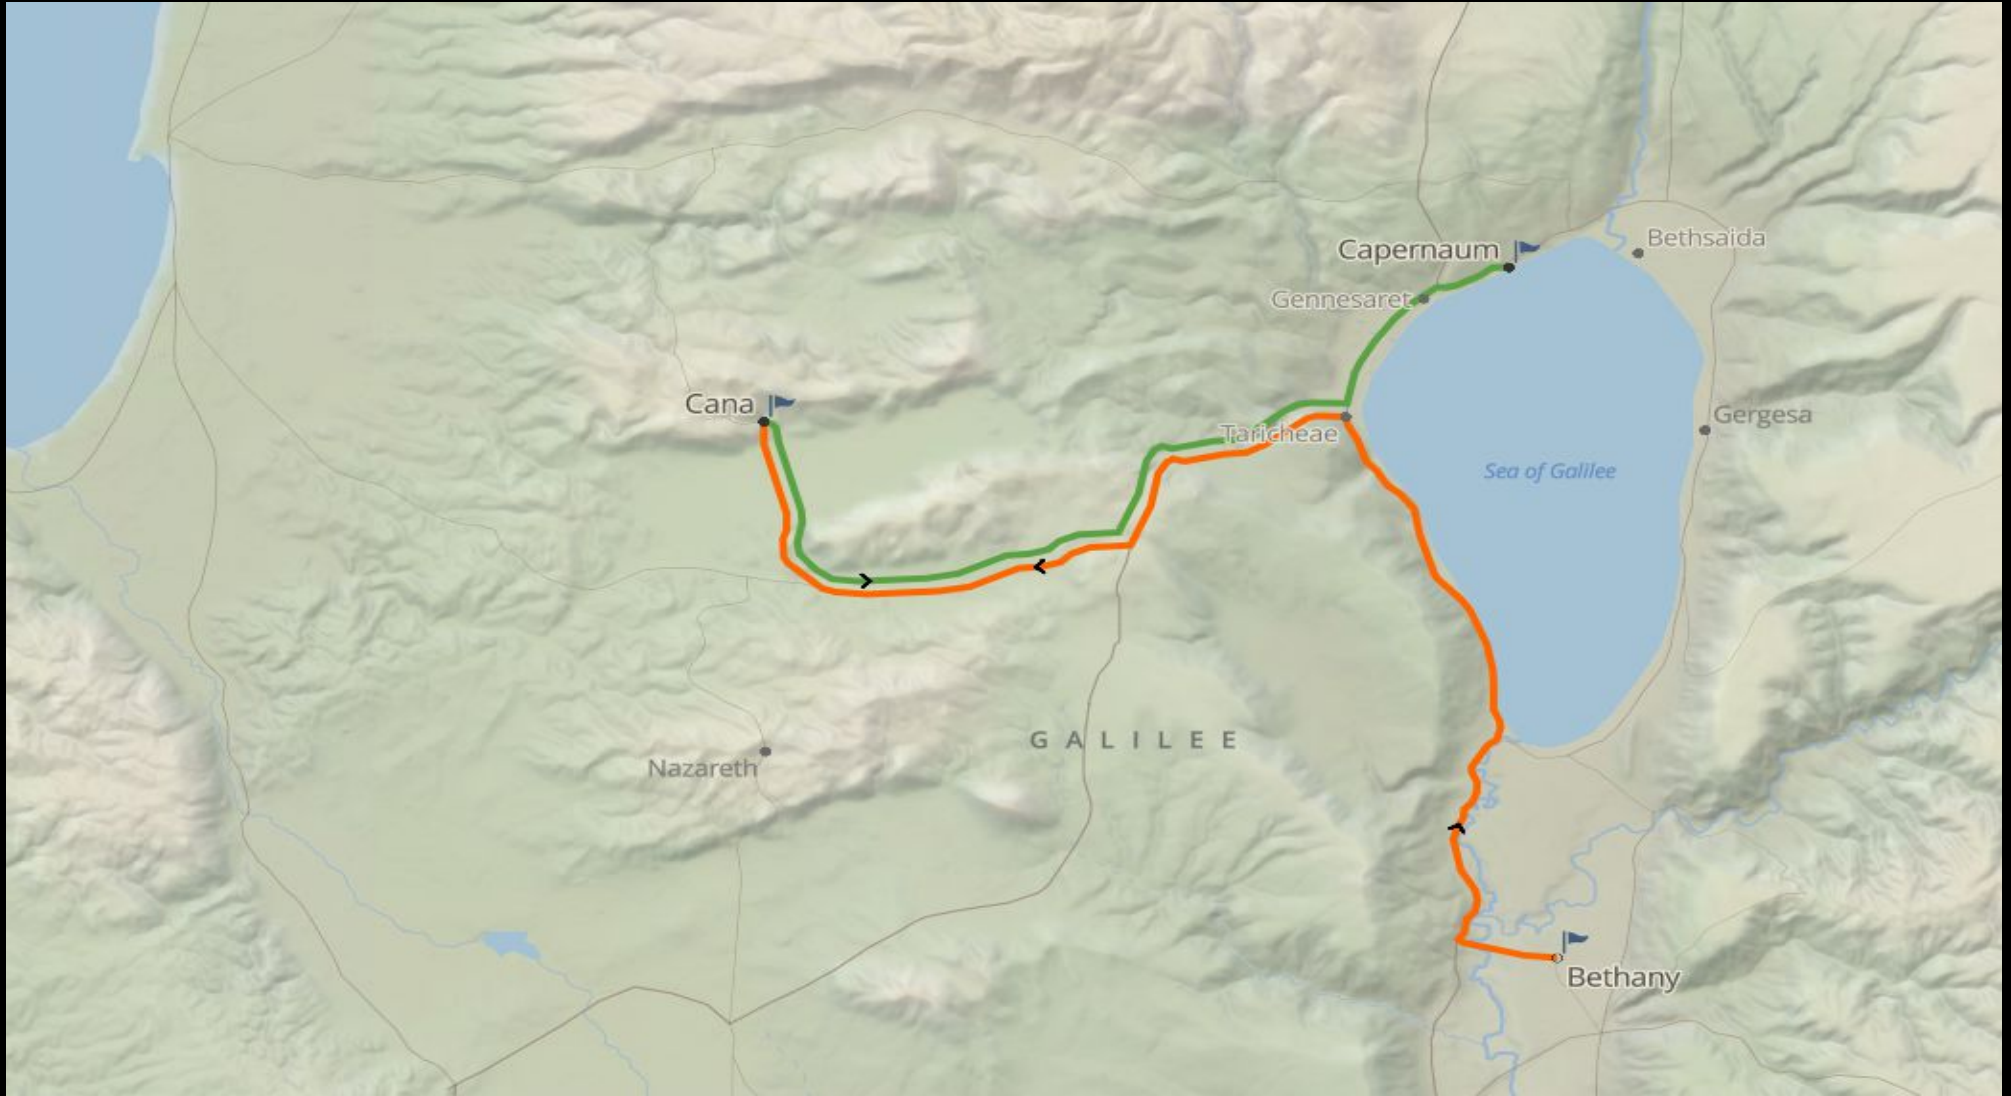 Bethsaida
Capernaum
Gennesaret
Cana
Gergesa
Taricheae
Sea of Galilee
GALILEE
Nazareth
Bethany